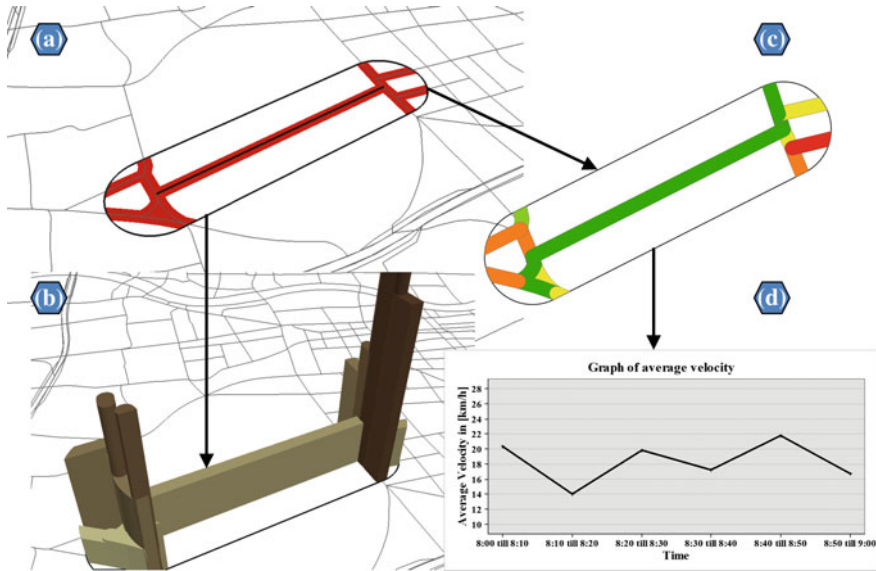 (a)
(c)
(b)
(d)
Graph of average velocity
Average Velocity in [km/h]
28
26
24
22
20
18
16
14
12
10
8:00 till 8:10 8:10 till 8:20 8:20 till 8:30 8:30 till 8:40 8:40 till 8:50 8:50 till 9:00
Time